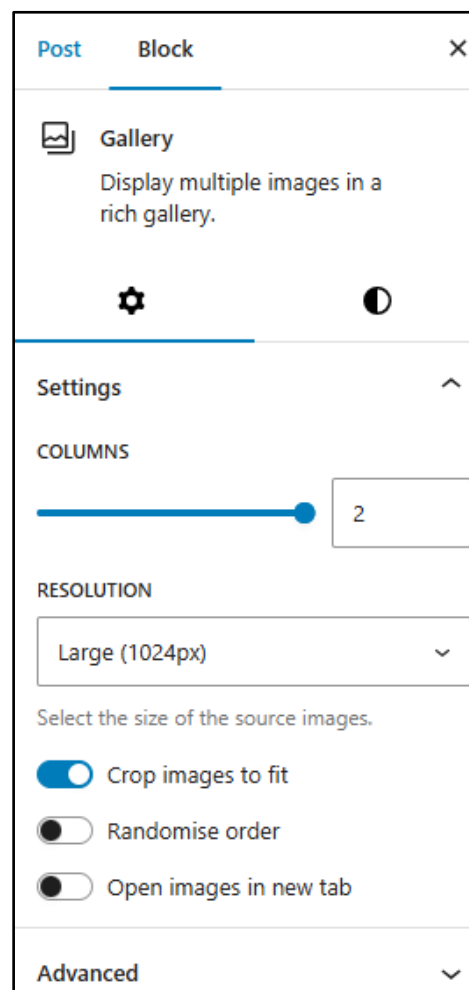 Post Block
Gallery
Display multiple images in a
rich gallery.
Settings
COLUMNS
2
RESOLUTION
Large (1024px)
Select the size of the source images.
Crop images to fit
Randomise order
Open images in new tab
Advanced